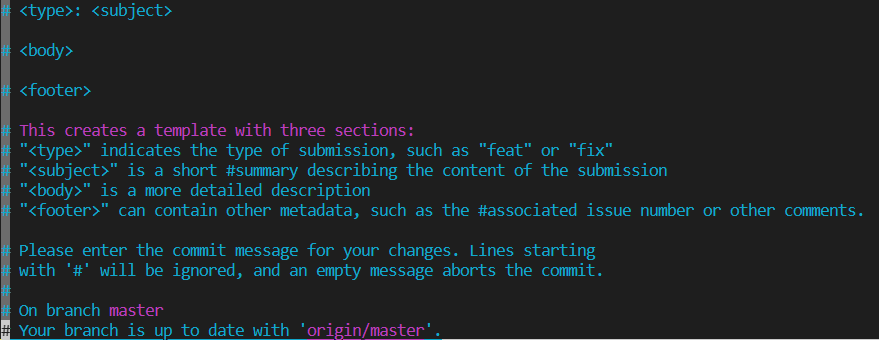 # <type>: <subject>
# <body>
# <footer>
# This creates a template with three sections:
# "<type>" indicates the type of submission, such as "feat" or "fix"
# "<subject>" is a short #summary describing the content of the submission
# "<body>" is a more detailed description
# "<footer>" can contain other metadata, such as the #associated issue number or other comments.
# Please enter the commit message for your changes. Lines starting
# with '#' will be ignored, and an empty message aborts the commit.
#
# On branch master
# Your branch is up to date with 'origin/master'.